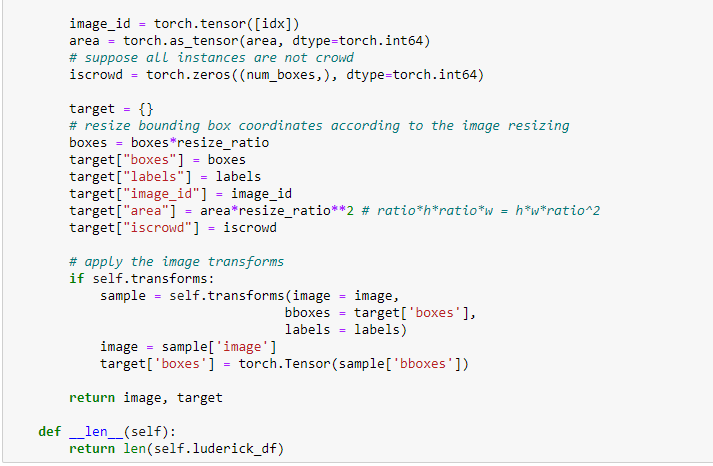 image_id = torch.tensor([idx])
area = torch.as_tensor(area, dtype=torch.int64)
# suppose all instances are not crowd
iscrowd = torch.zeros((num_boxes,), dtype=torch.int64)
target = {}
# resize bounding box coordinates according to the image resizing
boxes = boxes*resize_ratio
target["boxes"] = boxes
target["labels"] = labels
target["image_id"] = image_id
target["area"] = area*resize_ratio**2 # ratio*h*ratio*w = h*w*ratio^2
target["iscrowd"] = iscrowd
# apply the image transforms
if self.transforms:
sample = self.transforms(image = image,
bboxes = target['boxes'],
labels = labels)
image = sample['image']
target['boxes'] = torch.Tensor(sample['bboxes'])
return image, target
def __len__(self):
return len(self.luderick_df)